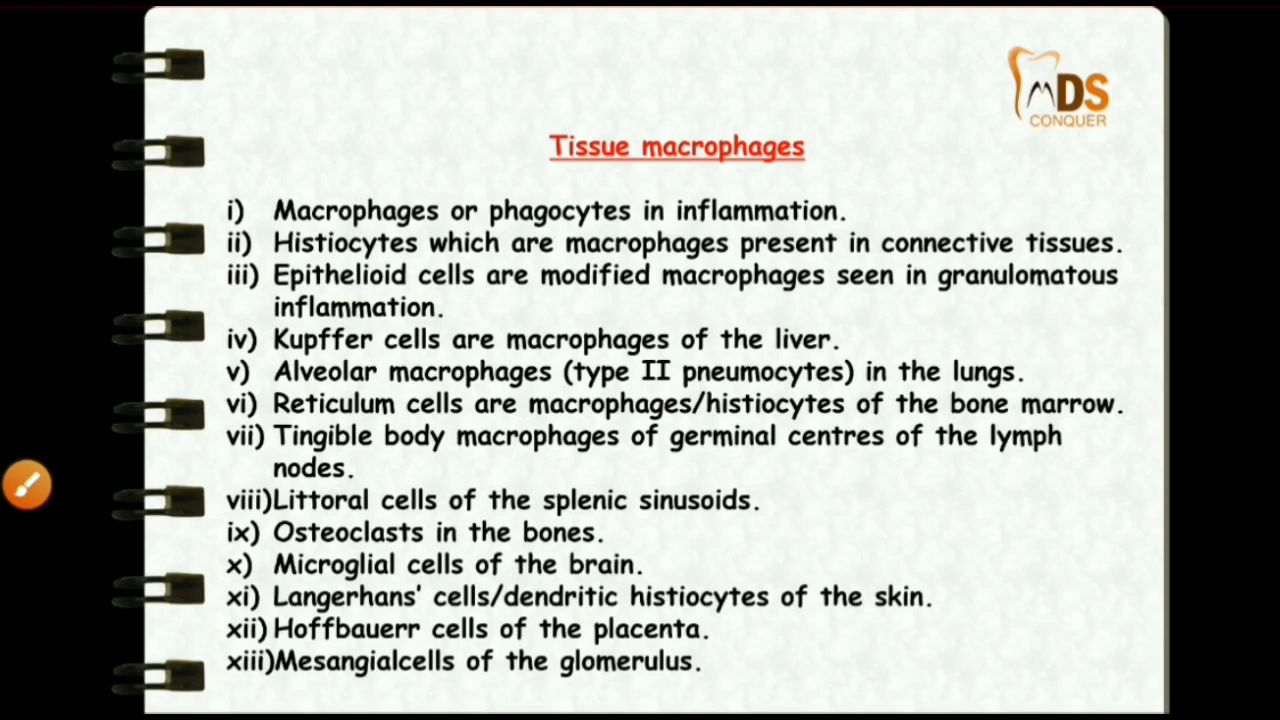 MDS
CONQUER
Tissue macrophages
i) Macrophages or phagocytes in inflammation.
ii) Histiocytes which are macrophages present in connective tissues.
iii) Epithelioid cells are modified macrophages seen in granulomatous
inflammation.
iv) Kupffer cells are macrophages of the liver.
v) Alveolar macrophages (type II pneumocytes) in the lungs.
vi) Reticulum cells are macrophages/histiocytes of the bone marrow.
vii) Tingible body macrophages of germinal centres of the lymph
nodes.
viii)Littoral cells of the splenic sinusoids.
ix) Osteoclasts in the bones.
x) Microglial cells of the brain.
xi) Langerhans' cells/dendritic histiocytes of the skin.
xii) Hoffbauerr cells of the placenta.
xiii)Mesangialcells of the glomerulus.